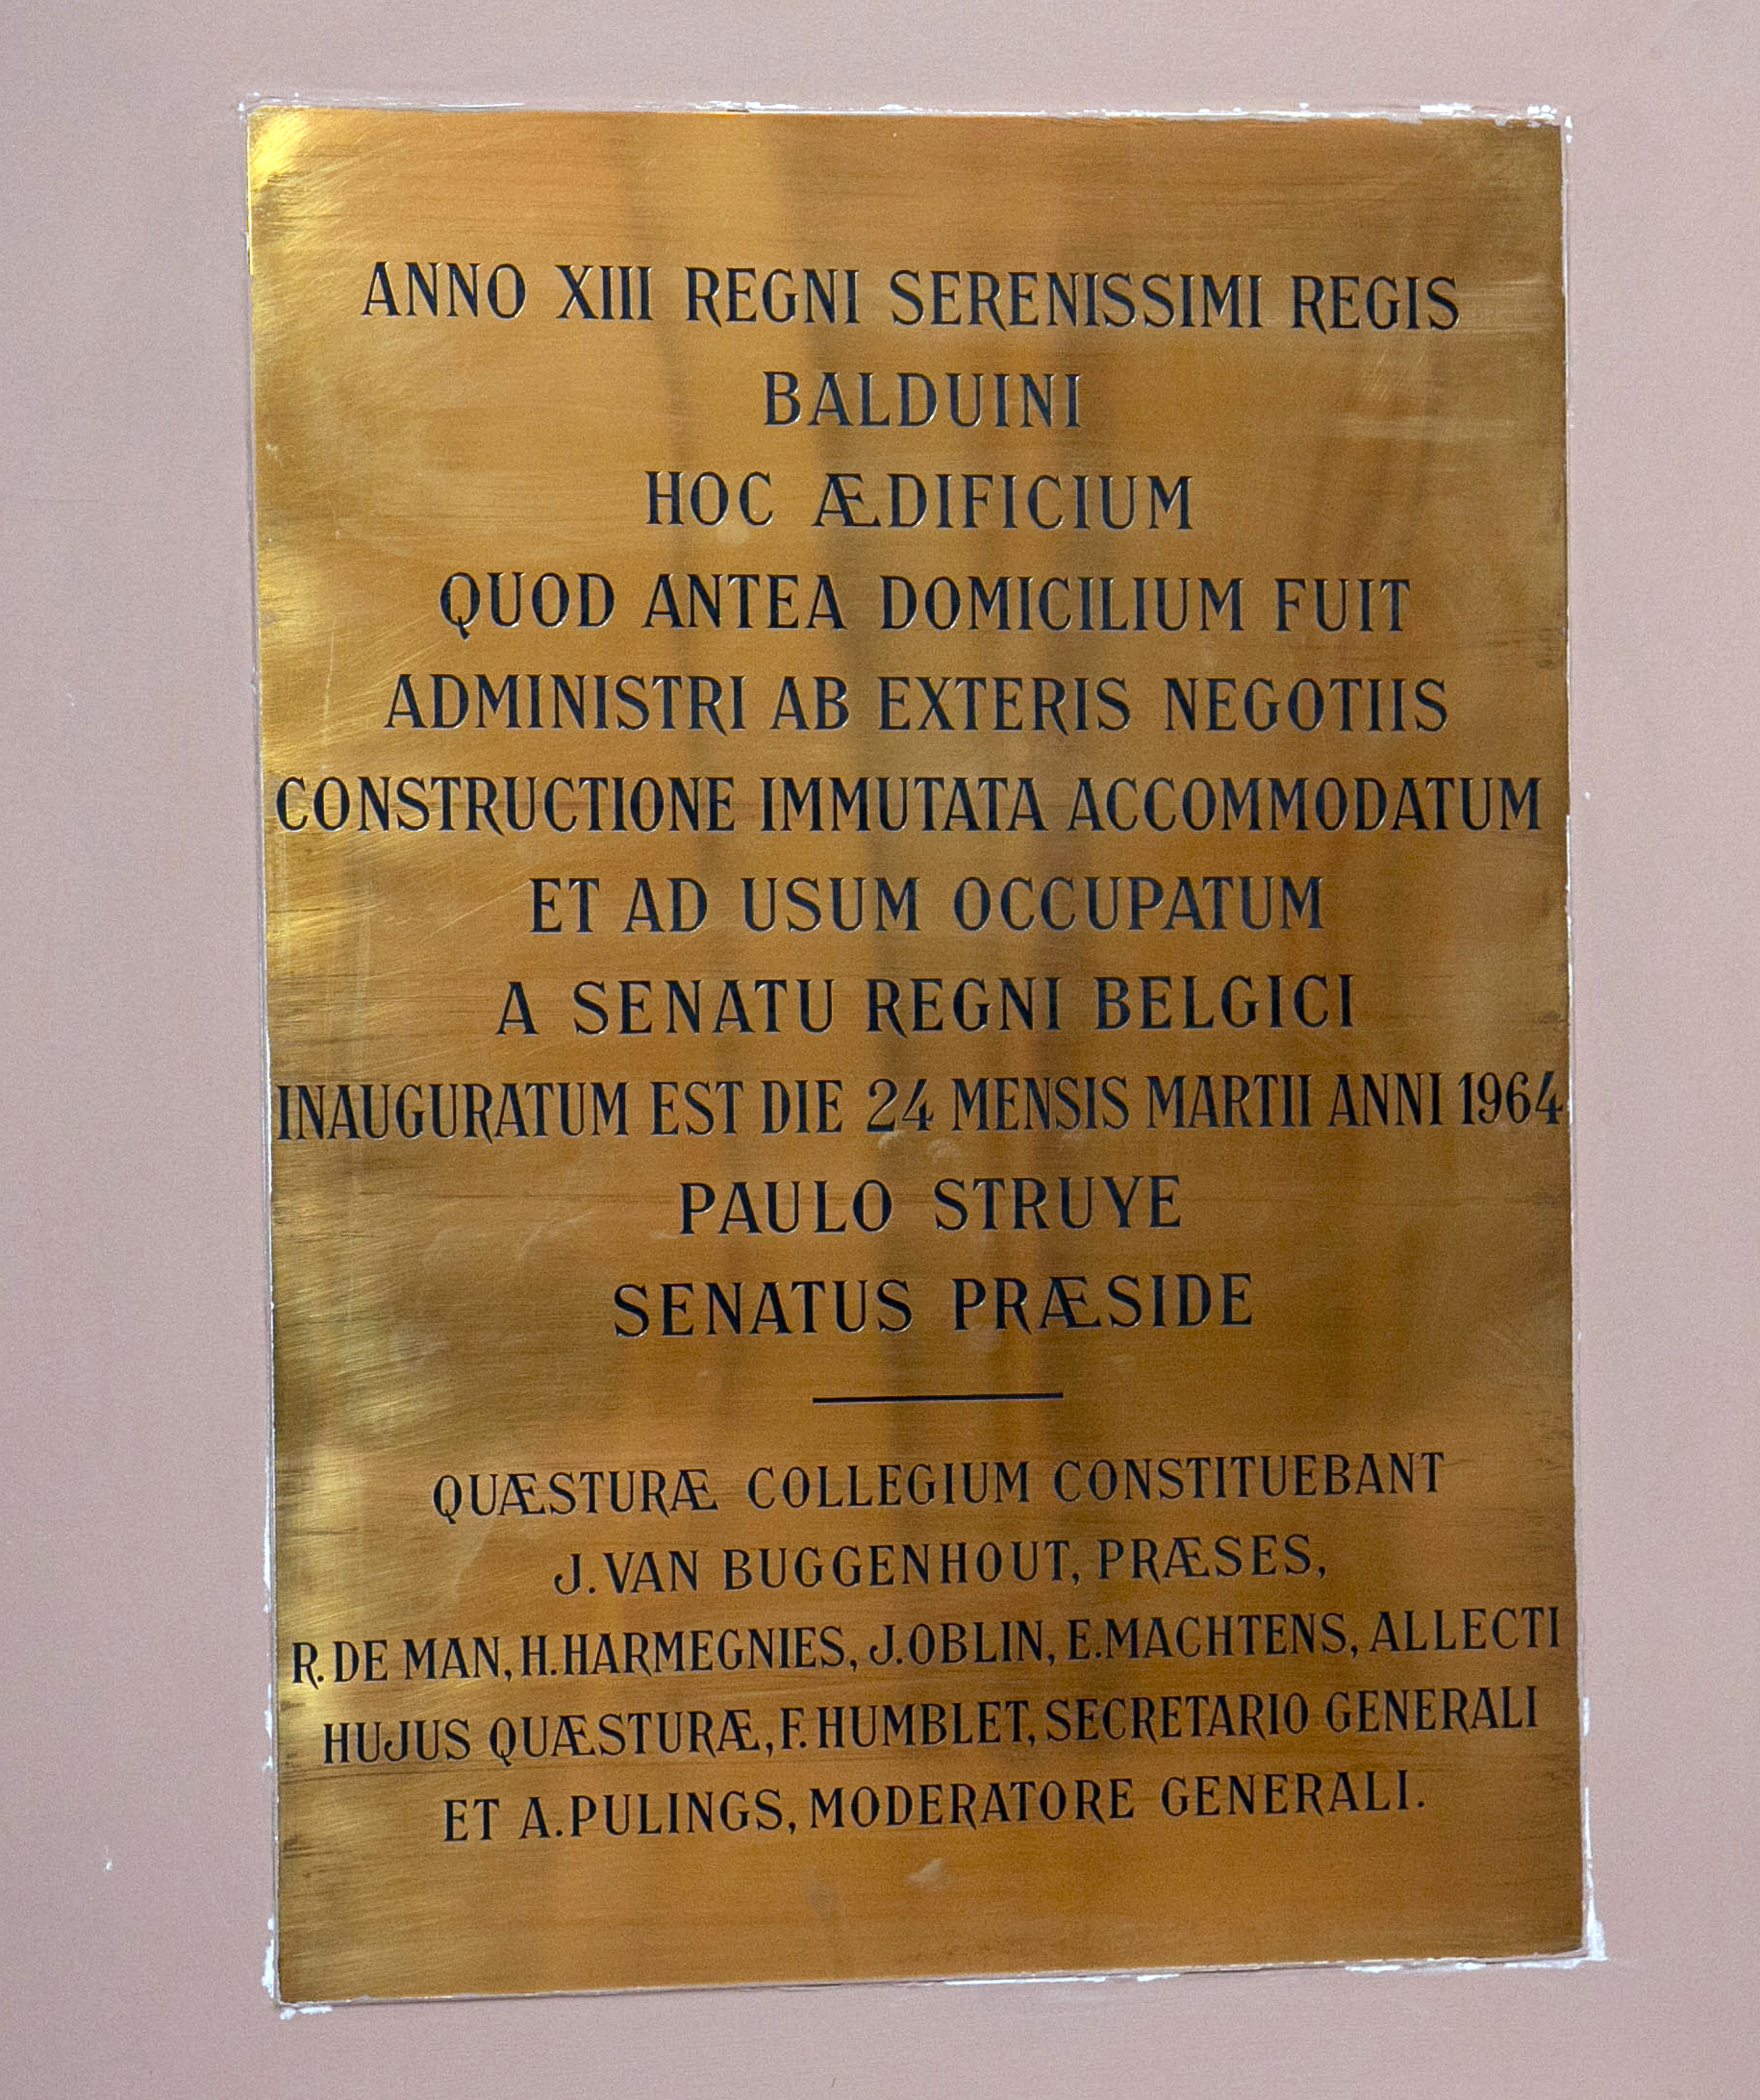 ANNO XIII REGNI SERENISSIMI REGIS
BALDUINI
HOC ÆDIFICIUM
QUOD ANTEA DOMICILIUM FUIT
ADMINISTRI AB EXTERIS NEGOTIIS
CONSTRUCTIONE IMMUTATA ACCOMMODATUM
ET AD USUM OCCUPATUM
A SENATU REGNI BELGICI
INAUGURATUM EST DIE 24 MENSIS MARTII ANNI 1964
PAULO STRUYE
SENATUS PRÆSIDE
QUÆSTURÆ COLLEGIUM CONSTITUEBANT
J. VAN BUGGENHOUT, PRÆSES,
R. DE MAN, H. HARMEGNIES, J. OBLIN, E. MACHTENS, ALLECTI
HUJUS QUÆSTURÆ, F. HUMBLET, SECRETARIO GENERALI
ET A. PULINGS, MODERATORE GENERALI.